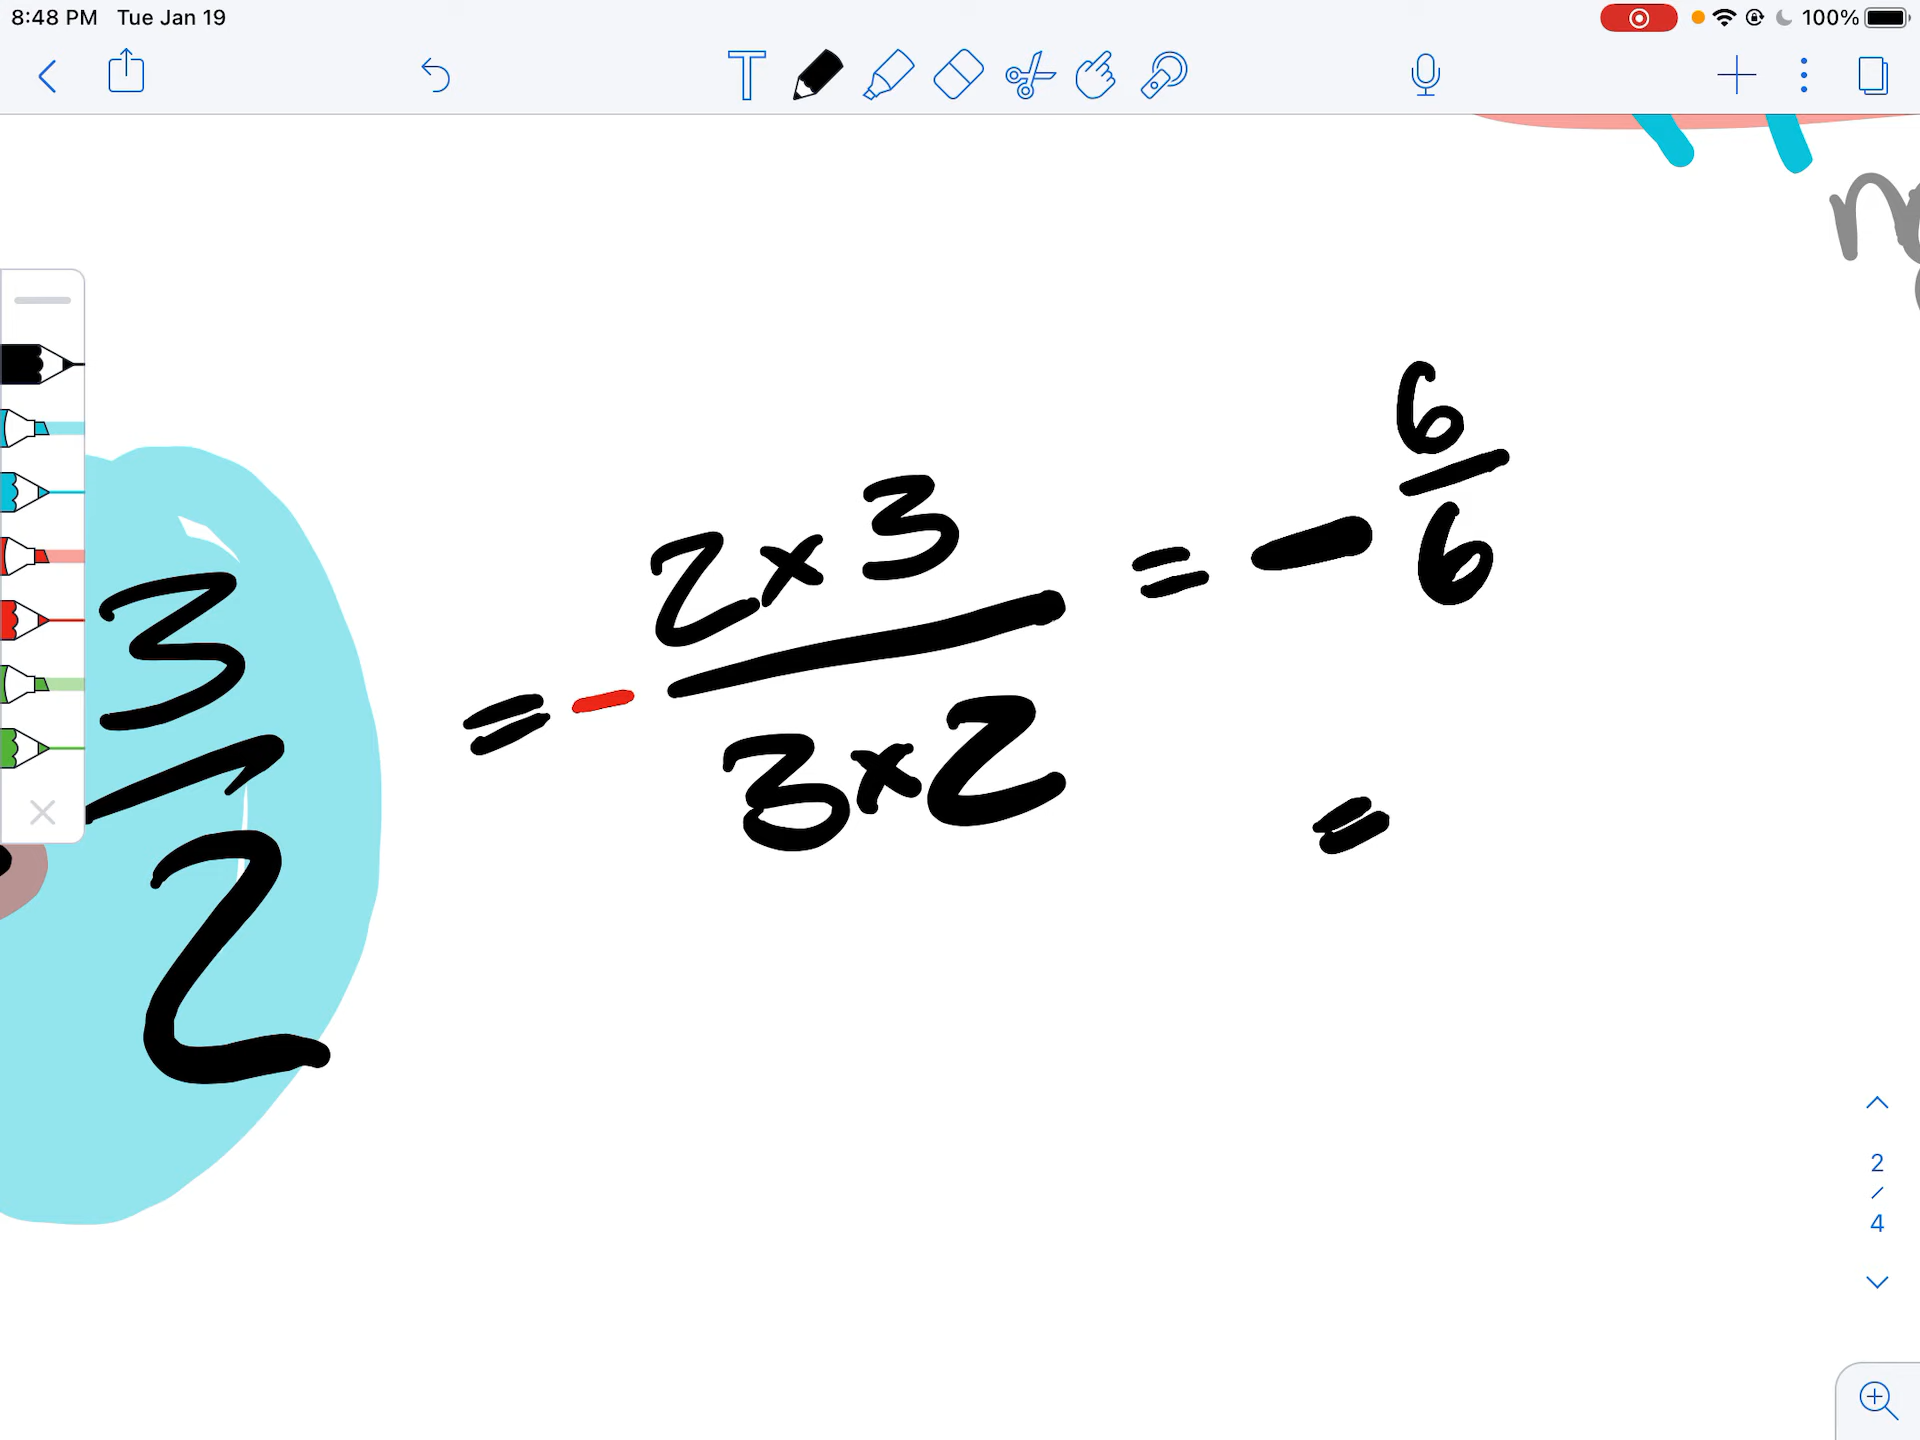 8:48 PM Tue Jan 19
100%
T
3/2 = - (2 x 3)/(3 x 2) = - 6/6
=
2
/
4